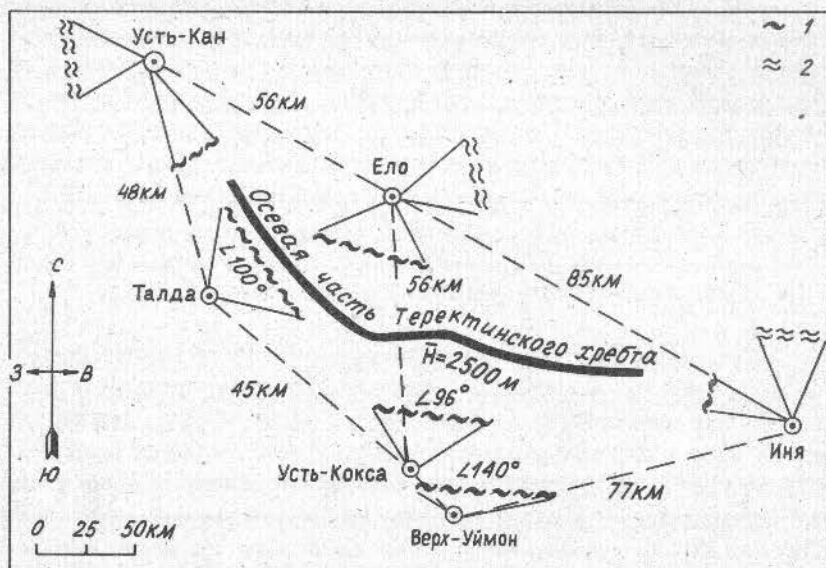 Усть-Кан
~ 1
≈ 2
56км
Ело
48км
Осевая часть Теректинского хребта
H̅=2500м
∠100°
56км
85км
Талда
С
З
В
Ю
45км
∠96°
Иня
Усть-Кокса
∠140°
77км
Верх-Уймон
0 25 50км